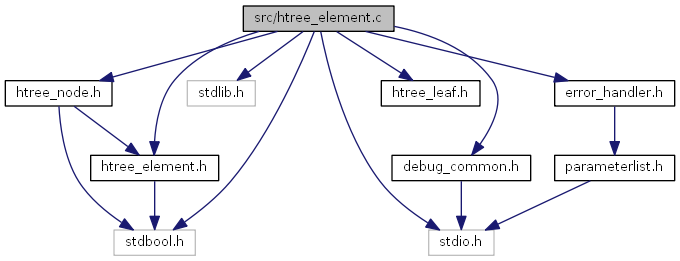 src/htree_element.c
htree_node.h
stdlib.h
htree_leaf.h
error_handler.h
htree_element.h
debug_common.h
parameterlist.h
stdbool.h
stdio.h